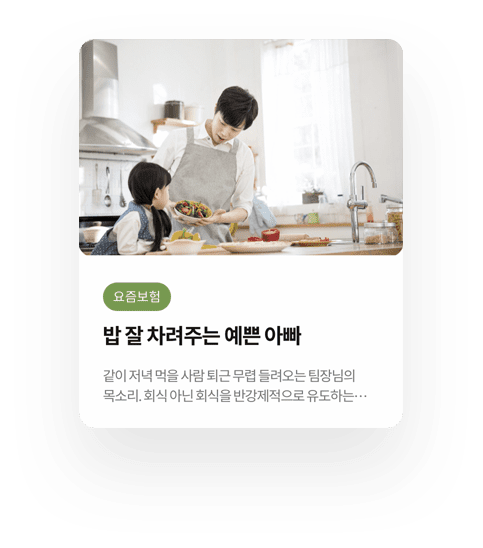 요즘보험
밥 잘 차려주는 예쁜 아빠
같이 저녁 먹을 사람 퇴근 무렵 들려오는 팀장님의
목소리. 회식 아닌 회식을 반강제적으로 유도하는···